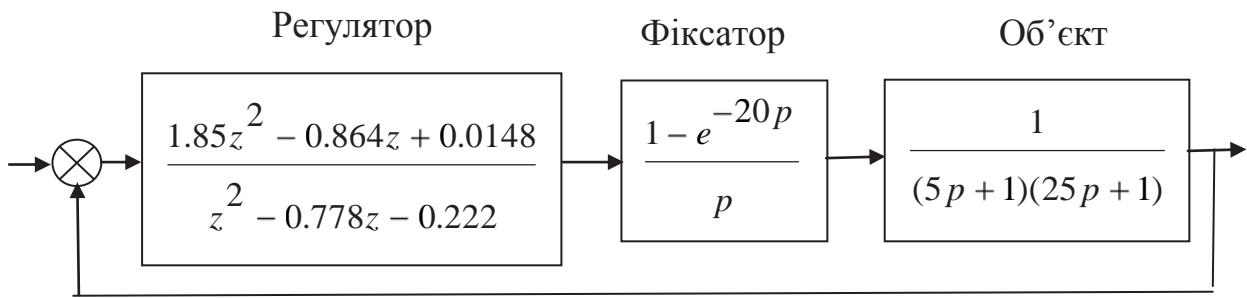 Регулятор
Фіксатор
Об’єкт
1.85z^2 − 0.864z + 0.0148
z^2 − 0.778z − 0.222
1 − e^{−20p}
p
1
(5p + 1)(25p + 1)